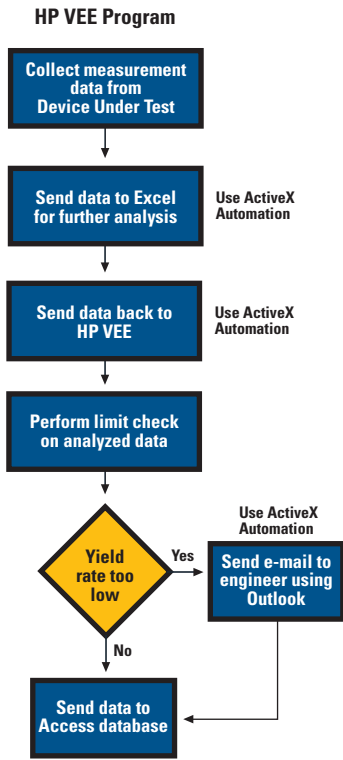 HP VEE Program
Collect measurement
data from
Device Under Test
Send data to Excel
for further analysis
Use ActiveX
Automation
Send data back to
HP VEE
Use ActiveX
Automation
Perform limit check
on analyzed data
Yield
rate too
low
Yes
Use ActiveX
Automation
Send e-mail to
engineer using
Outlook
No
Send data to
Access database